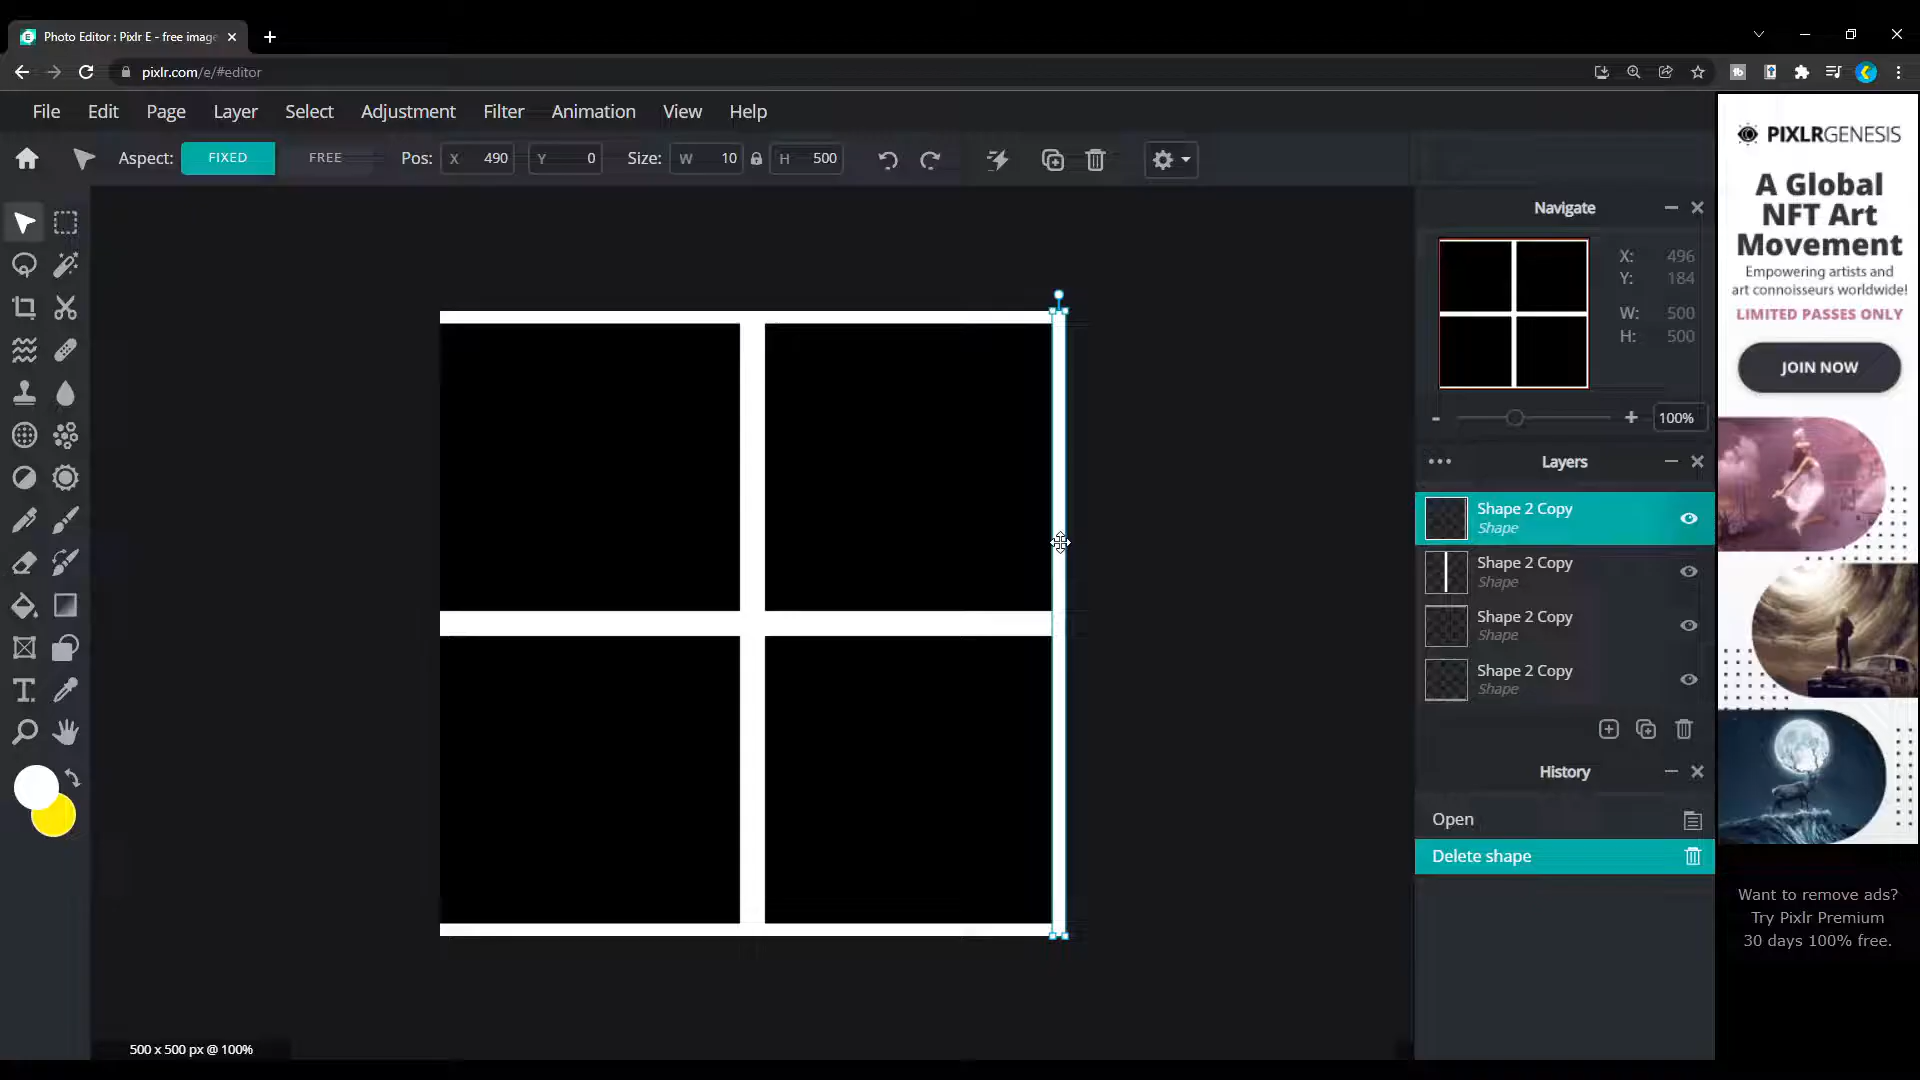 Photo Editor : Pixlr E - free image
pixlr.com/e/#editor
File Edit Page Layer Select Adjustment Filter Animation View Help
Aspect: FIXED FREE Pos: X 490 Y 0 Size: W 10 H 500
Navigate
X: 496
Y: 184
W: 500
H: 500
- + 100%
Layers
Shape 2 Copy
Shape
Shape 2 Copy
Shape
Shape 2 Copy
Shape
Shape 2 Copy
Shape
History
Open
Delete shape
500 x 500 px @ 100%
PIXLRGENESIS
A Global
NFT Art
Movement
Empowering artists and
art connoisseurs worldwide!
LIMITED PASSES ONLY
JOIN NOW
Want to remove ads?
Try Pixlr Premium
30 days 100% free.